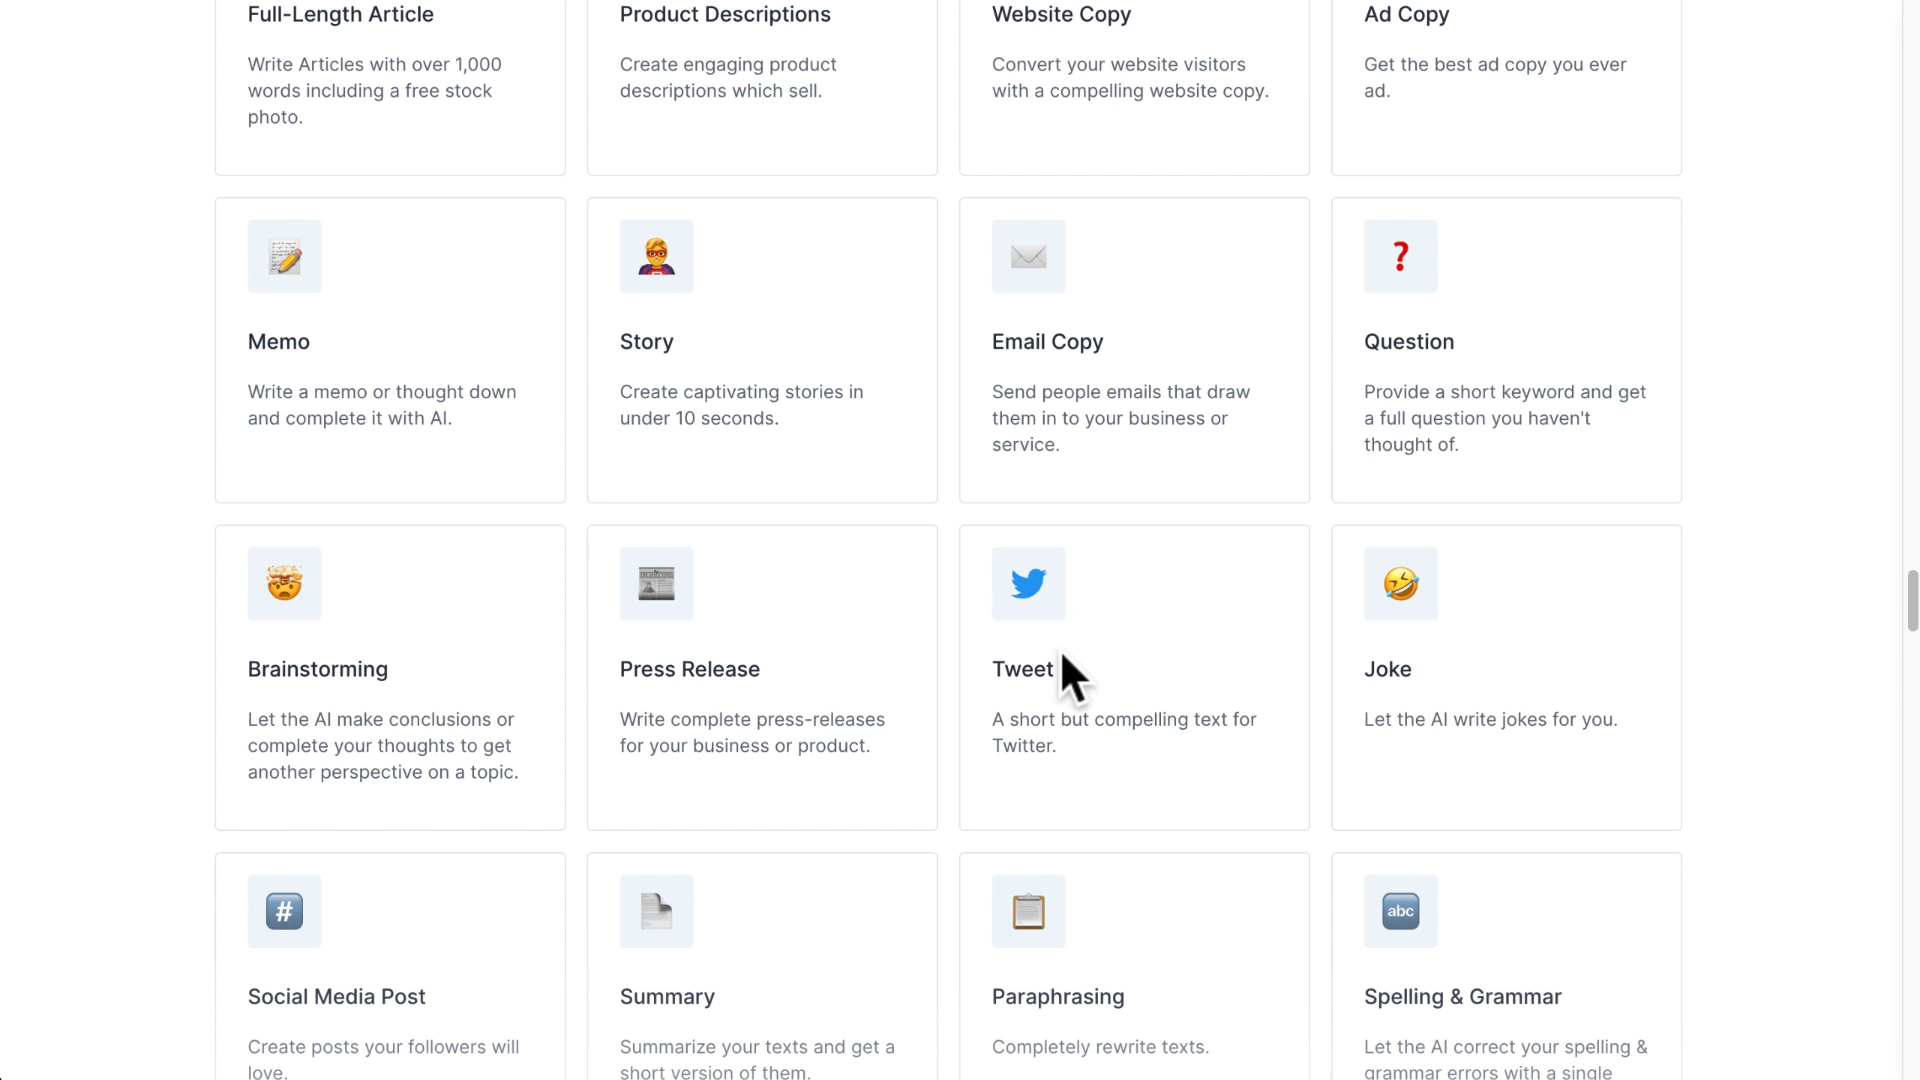 Full-Length Article
Write Articles with over 1,000
words including a free stock
photo.
Product Descriptions
Create engaging product
descriptions which sell.
Website Copy
Convert your website visitors
with a compelling website copy.
Ad Copy
Get the best ad copy you ever
ad.
Memo
Write a memo or thought down
and complete it with AI.
Story
Create captivating stories in
under 10 seconds.
Email Copy
Send people emails that draw
them in to your business or
service.
?
Question
Provide a short keyword and get
a full question you haven't
thought of.
Brainstorming
Let the AI make conclusions or
complete your thoughts to get
another perspective on a topic.
Press Release
Write complete press-releases
for your business or product.
Tweet
A short but compelling text for
Twitter.
Joke
Let the AI write jokes for you.
#
Social Media Post
Create posts your followers will
love.
Summary
Summarize your texts and get a
short version of them.
Paraphrasing
Completely rewrite texts.
abc
Spelling & Grammar
Let the AI correct your spelling &
grammar errors with a single